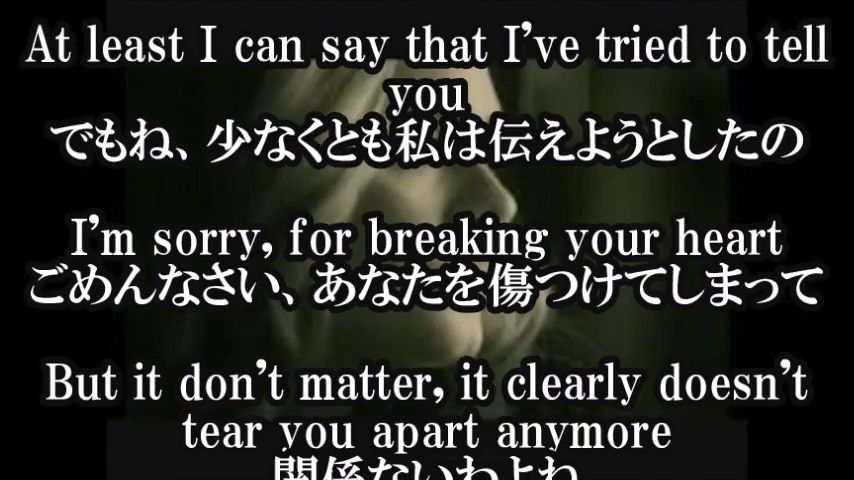 At least I can say that I've tried to tell
you
でもね、少なくとも私は伝えようとしたの
I'm sorry, for breaking your heart
ごめんなさい、あなたを傷つけてしまって
But it don't matter, it clearly doesn't
tear you apart anymore
関係ないわよね